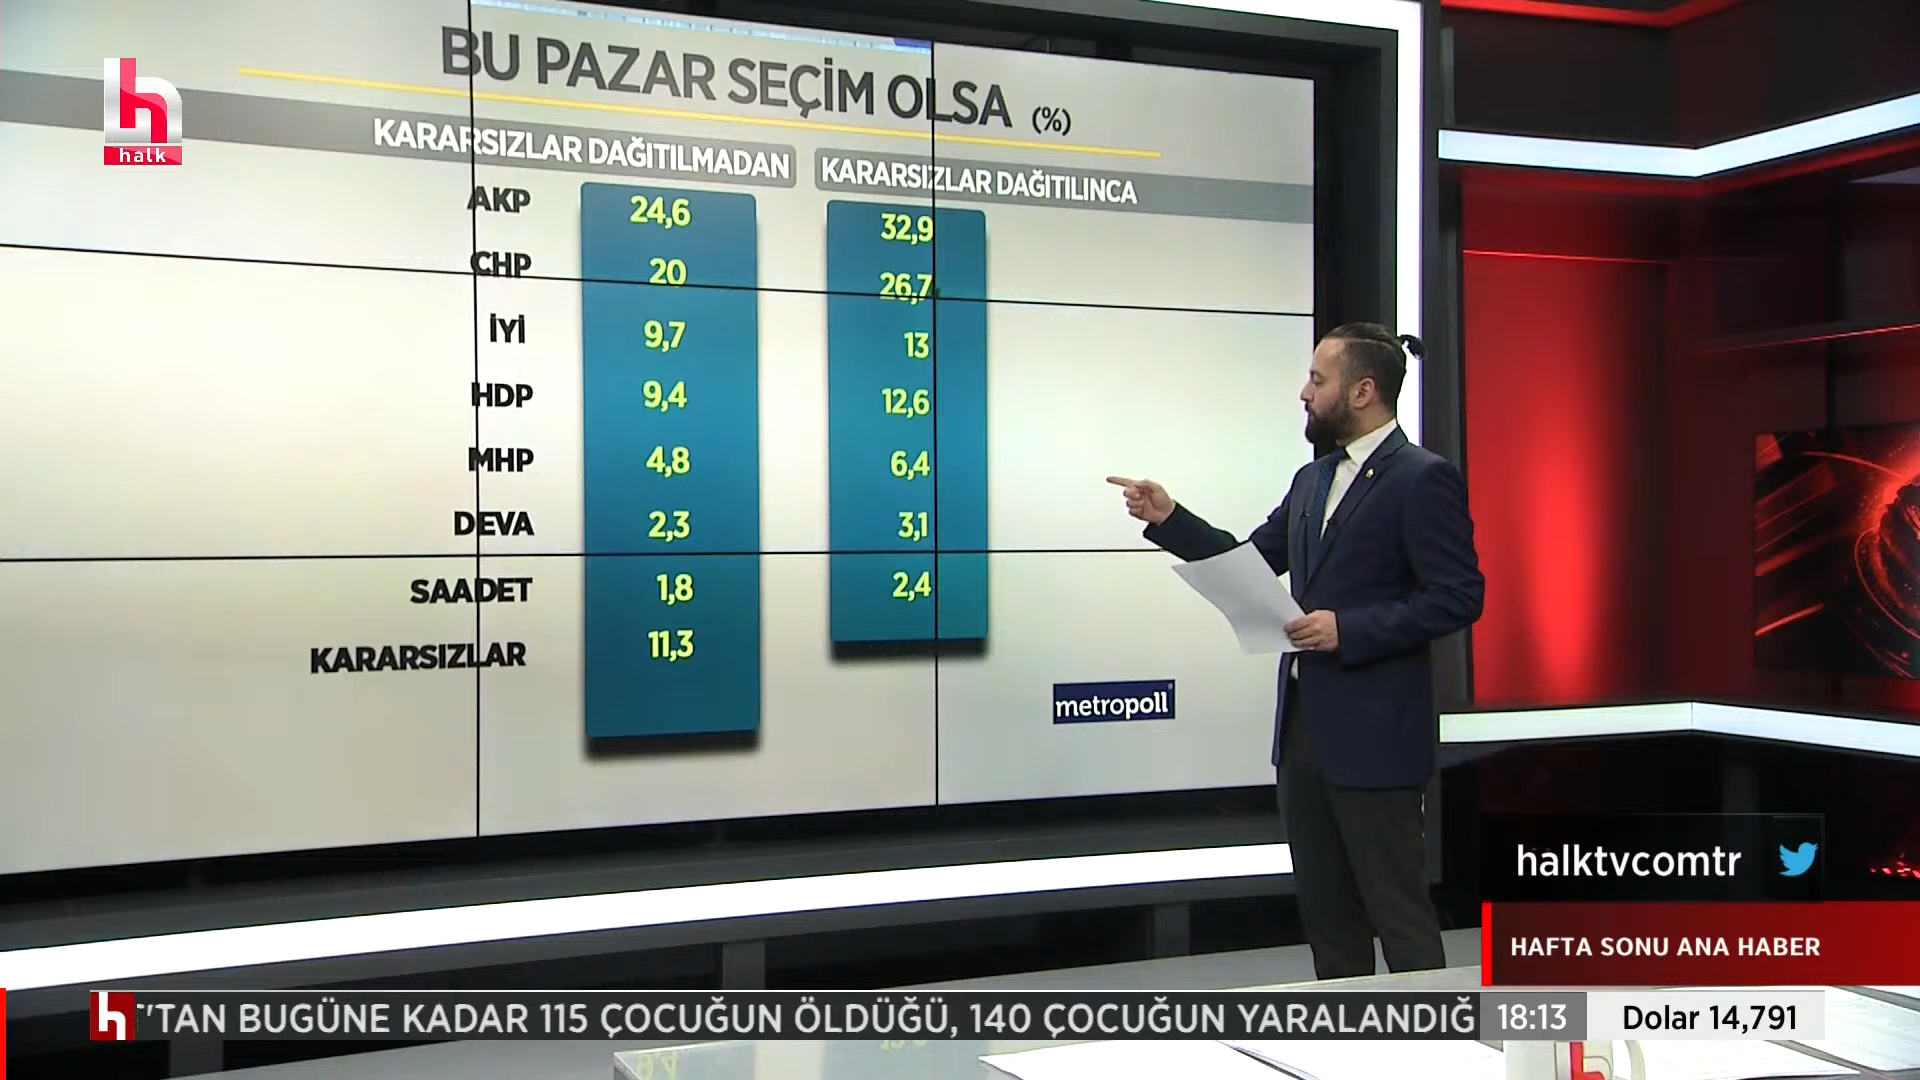 BU PAZAR SEÇİM OLSA (%)
KARARSIZLAR DAĞITILMADAN KARARSIZLAR DAĞITILINCA
AKP 24,6 32,9
CHP 20 26,7
İYİ 9,7 13
HDP 9,4 12,6
MHP 4,8 6,4
DEVA 2,3 3,1
SAADET 1,8 2,4
KARARSIZLAR 11,3
metropoll
h
halk
halktvcomtr
HAFTA SONU ANA HABER
h 'TAN BUGÜNE KADAR 115 ÇOCUĞUN ÖLDÜĞÜ, 140 ÇOCUĞUN YARALANDIĞ 18:13 Dolar 14,791